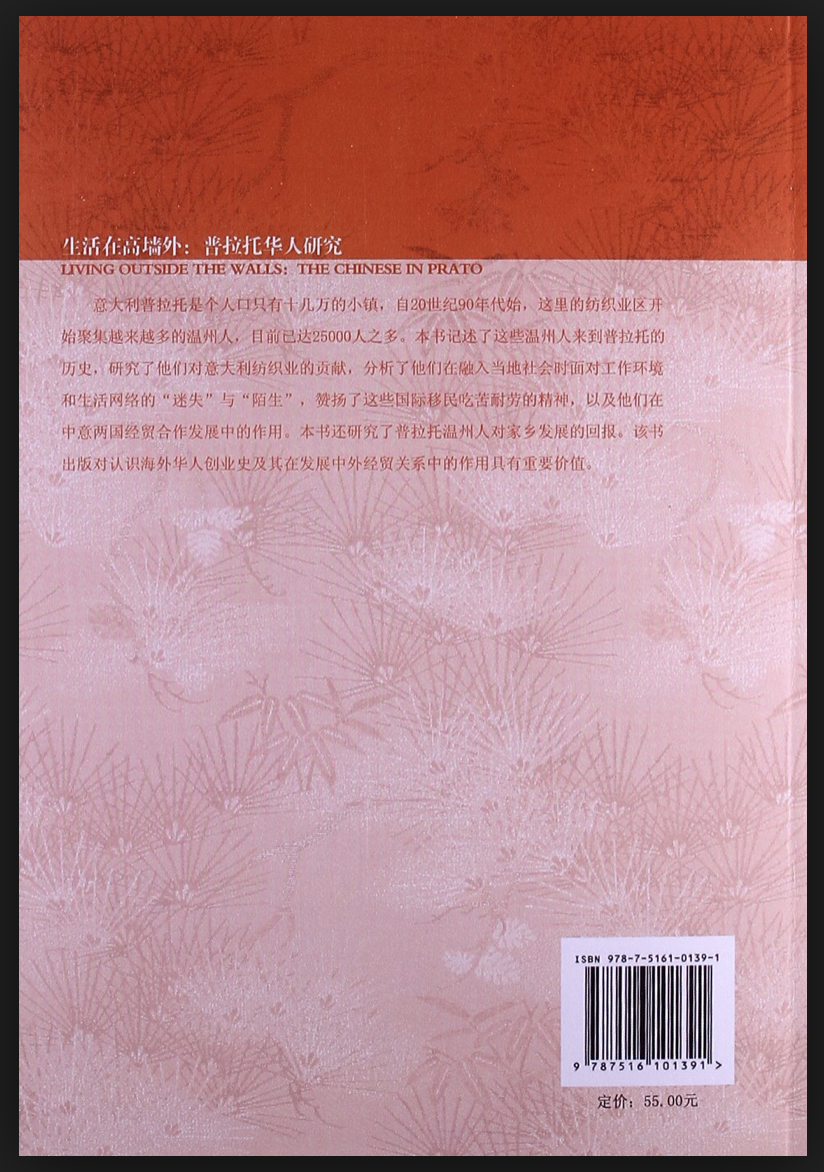 生活在高墙外：普拉托华人研究
LIVING OUTSIDE THE WALLS：THE CHINESE IN PRATO
意大利普拉托是个人口只有十几万的小镇，自20世纪90年代始，这里的纺织业区开
始聚集越来越多的温州人，目前已达25000人之多。本书记述了这些温州人来到普拉托的
历史，研究了他们对意大利纺织业的贡献，分析了他们在融入当地社会时面对工作环境
和生活网络的“迷失”与“陌生”，赞扬了这些国际移民吃苦耐劳的精神，以及他们在
中意两国经贸合作发展中的作用。本书还研究了普拉托温州人对家乡发展的回报。该书
出版对认识海外华人创业史及其在发展中外经贸关系中的作用具有重要价值。
ISBN 978-7-5161-0139-1
9 787516 101391 >
定价：55.00元